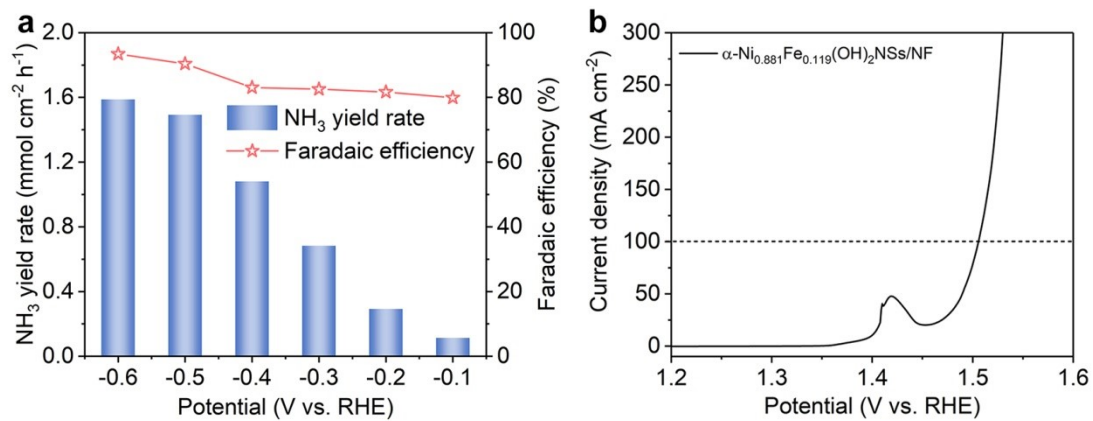 a
2.0
1.6
1.2
0.8
0.4
0.0
NH₃ yield rate (mmol cm⁻² h⁻¹)
NH₃ yield rate
Faradaic efficiency
100
80
60
40
20
0
Faradaic efficiency (%)
-0.6 -0.5 -0.4 -0.3 -0.2 -0.1
Potential (V vs. RHE)
b
300
250
200
150
100
50
0
Current density (mA cm⁻²)
α-Ni₀.₈₈₁Fe₀.₁₁₉(OH)₂NSs/NF
1.2 1.3 1.4 1.5 1.6
Potential (V vs. RHE)